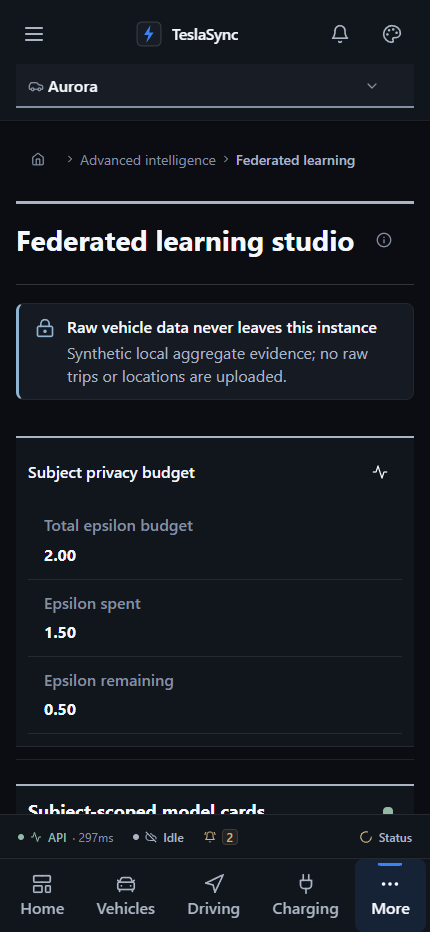 TeslaSync
Aurora
Advanced intelligence
Federated learning
Federated learning studio
Raw vehicle data never leaves this instance
Synthetic local aggregate evidence; no raw
trips or locations are uploaded.
Subject privacy budget
Total epsilon budget
2.00
Epsilon spent
1.50
Epsilon remaining
0.50
Subject-scoped model cards
API · 297ms
Idle
2
Status
Home
Vehicles
Driving
Charging
More